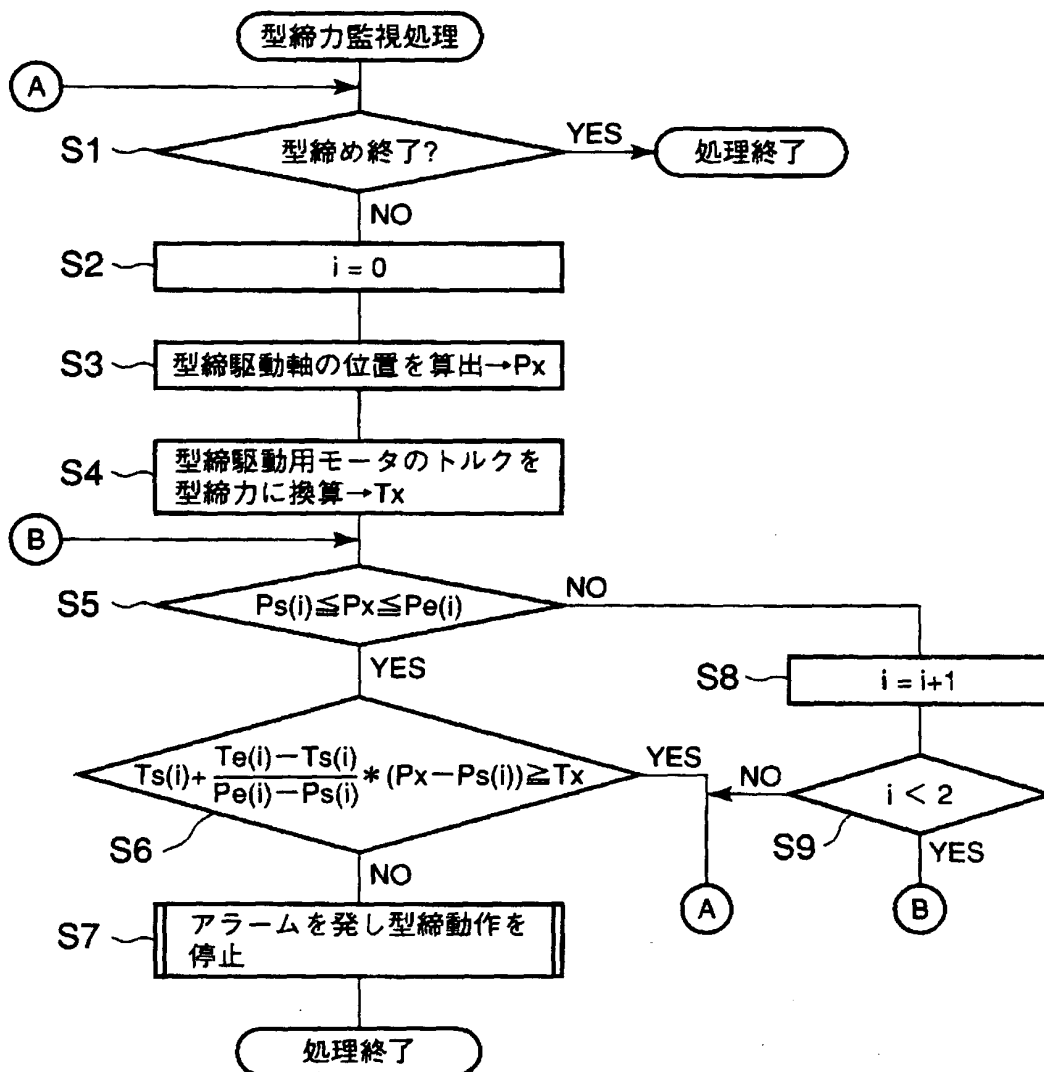 型締力監視処理
A
S1
型締め終了?
YES
処理終了
NO
S2
i = 0
S3
型締駆動軸の位置を算出→Px
S4
型締駆動用モータのトルクを
型締力に換算→Tx
B
S5
Ps(i)≦Px≦Pe(i)
NO
YES
S8
i = i+1
Ts(i)+ Te(i)−Ts(i)/Pe(i)−Ps(i) * (Px−Ps(i))≧Tx
YES
S6
NO
i < 2
S9
YES
NO
A
B
S7
アラームを発し型締動作を
停止
処理終了